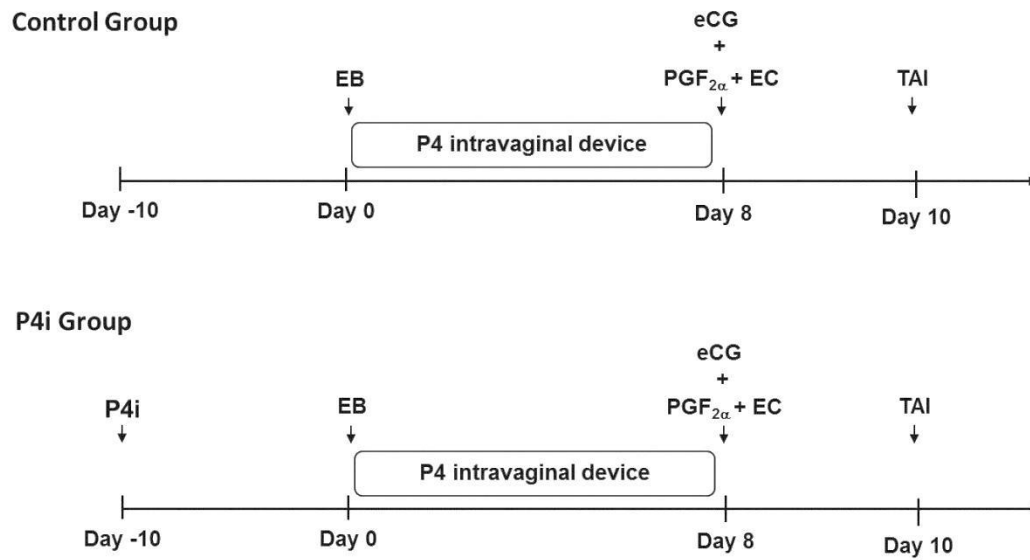 Control Group
eCG
+
EB
PGF2α + EC
TAI
P4 intravaginal device
Day -10
Day 0
Day 8
Day 10
P4i Group
eCG
+
P4i
EB
PGF2α + EC
TAI
P4 intravaginal device
Day -10
Day 0
Day 8
Day 10